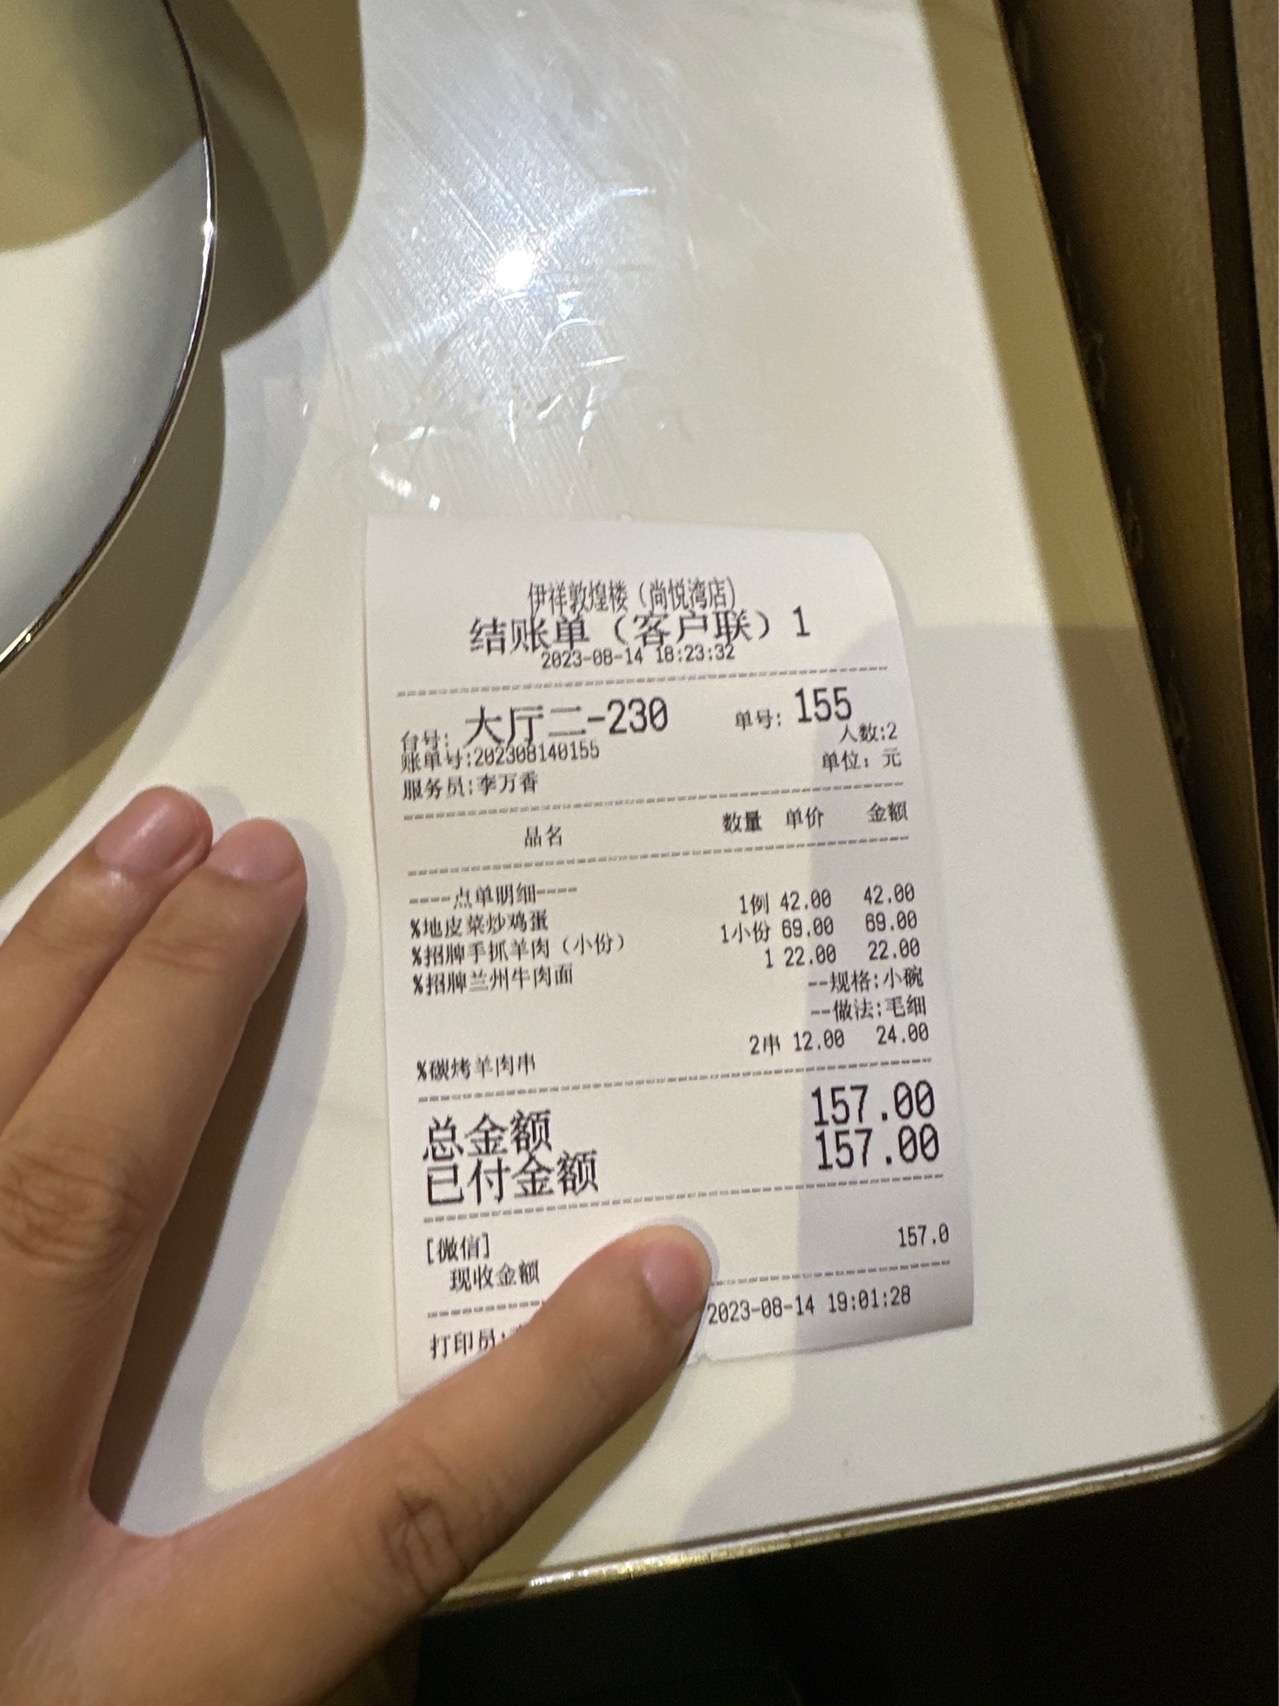 伊祥敦煌楼（尚悦湾店）
结账单（客户联）1
2023-08-14 18:23:32
台号: 大厅二-230 单号: 155
账单号:202308140155 人数:2
服务员:李万香 单位: 元
品名 数量 单价 金额
----点单明细----
%地皮菜炒鸡蛋 1例 42.00 42.00
%招牌手抓羊肉（小份） 1小份 69.00 69.00
%招牌兰州牛肉面 1 22.00 22.00
--规格:小碗
--做法:毛细
%碳烤羊肉串 2串 12.00 24.00
总金额 157.00
已付金额 157.00
[微信]
现收金额 157.0
打印员: 2023-08-14 19:01:28